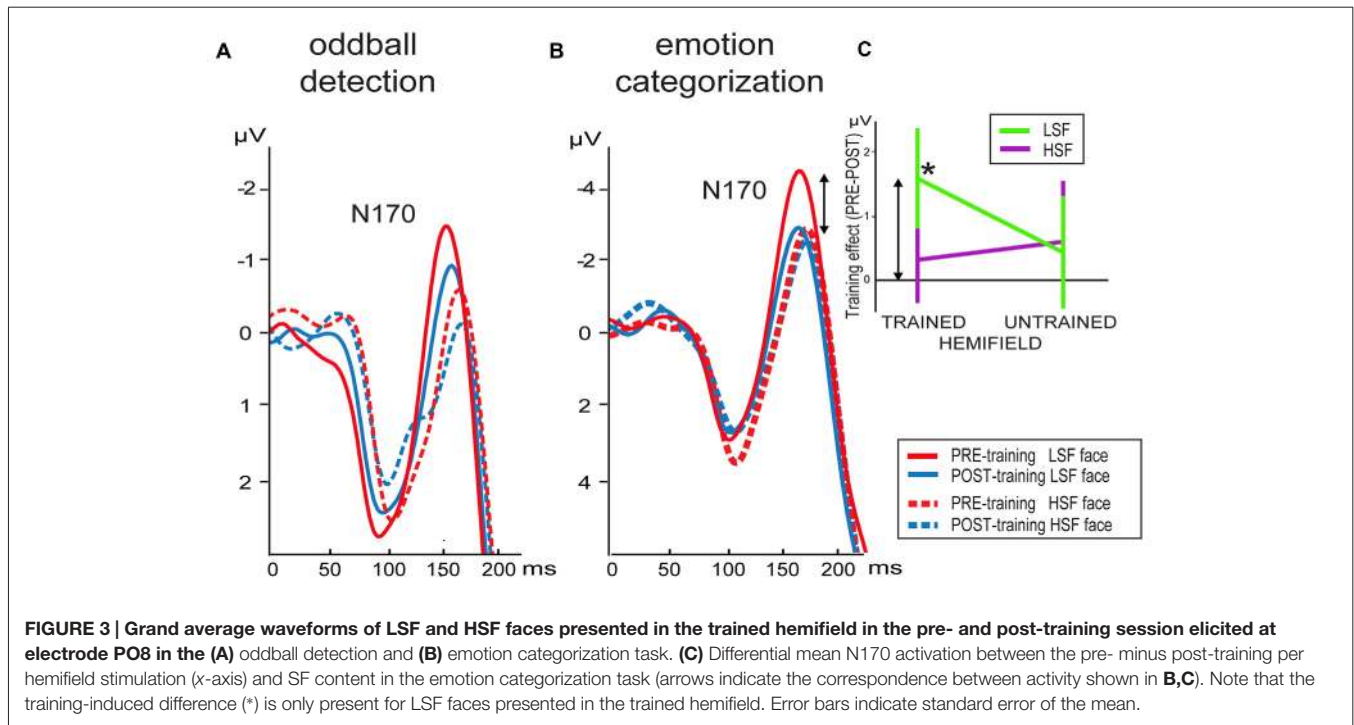 A
oddball
detection
µV
-2
-1
0
1
2
N170
0
50
100
150
200
ms
B
emotion
categorization
µV
-4
-2
0
2
4
N170
0
50
100
150
200
ms
C
µV
LSF
HSF
2
1
0
*
Training effect (PRE-POST)
TRAINED
UNTRAINED
HEMIFIELD
PRE-training LSF face
POST-training LSF face
PRE-training HSF face
POST-training HSF face
FIGURE 3 | Grand average waveforms of LSF and HSF faces presented in the trained hemifield in the pre- and post-training session elicited at
electrode PO8 in the (A) oddball detection and (B) emotion categorization task. (C) Differential mean N170 activation between the pre- minus post-training per
hemifield stimulation (x-axis) and SF content in the emotion categorization task (arrows indicate the correspondence between activity shown in B,C). Note that the
training-induced difference (*) is only present for LSF faces presented in the trained hemifield. Error bars indicate standard error of the mean.